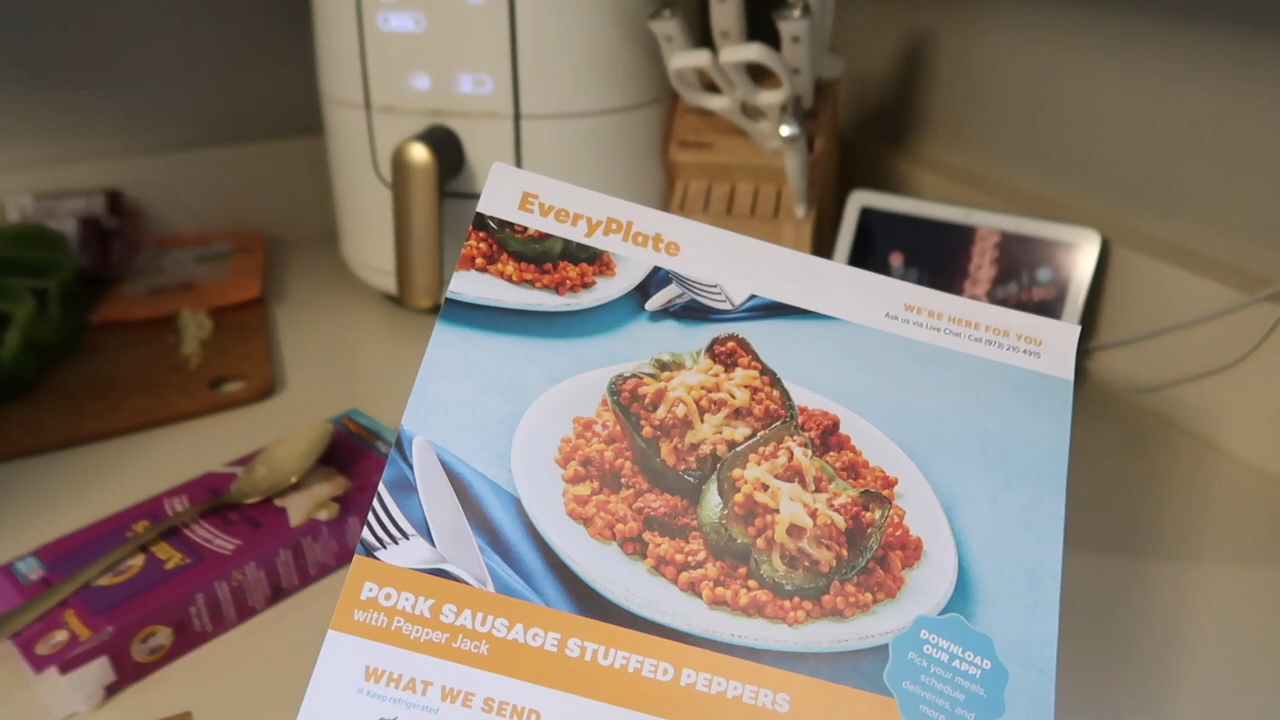 EveryPlate
WE'RE HERE FOR YOU
Ask us via Live Chat | Call (973) 210-4915
PORK SAUSAGE STUFFED PEPPERS
with Pepper Jack
DOWNLOAD
OUR APP!
Pick your meals,
schedule
deliveries, and
more
WHAT WE SEND
Keep refrigerated